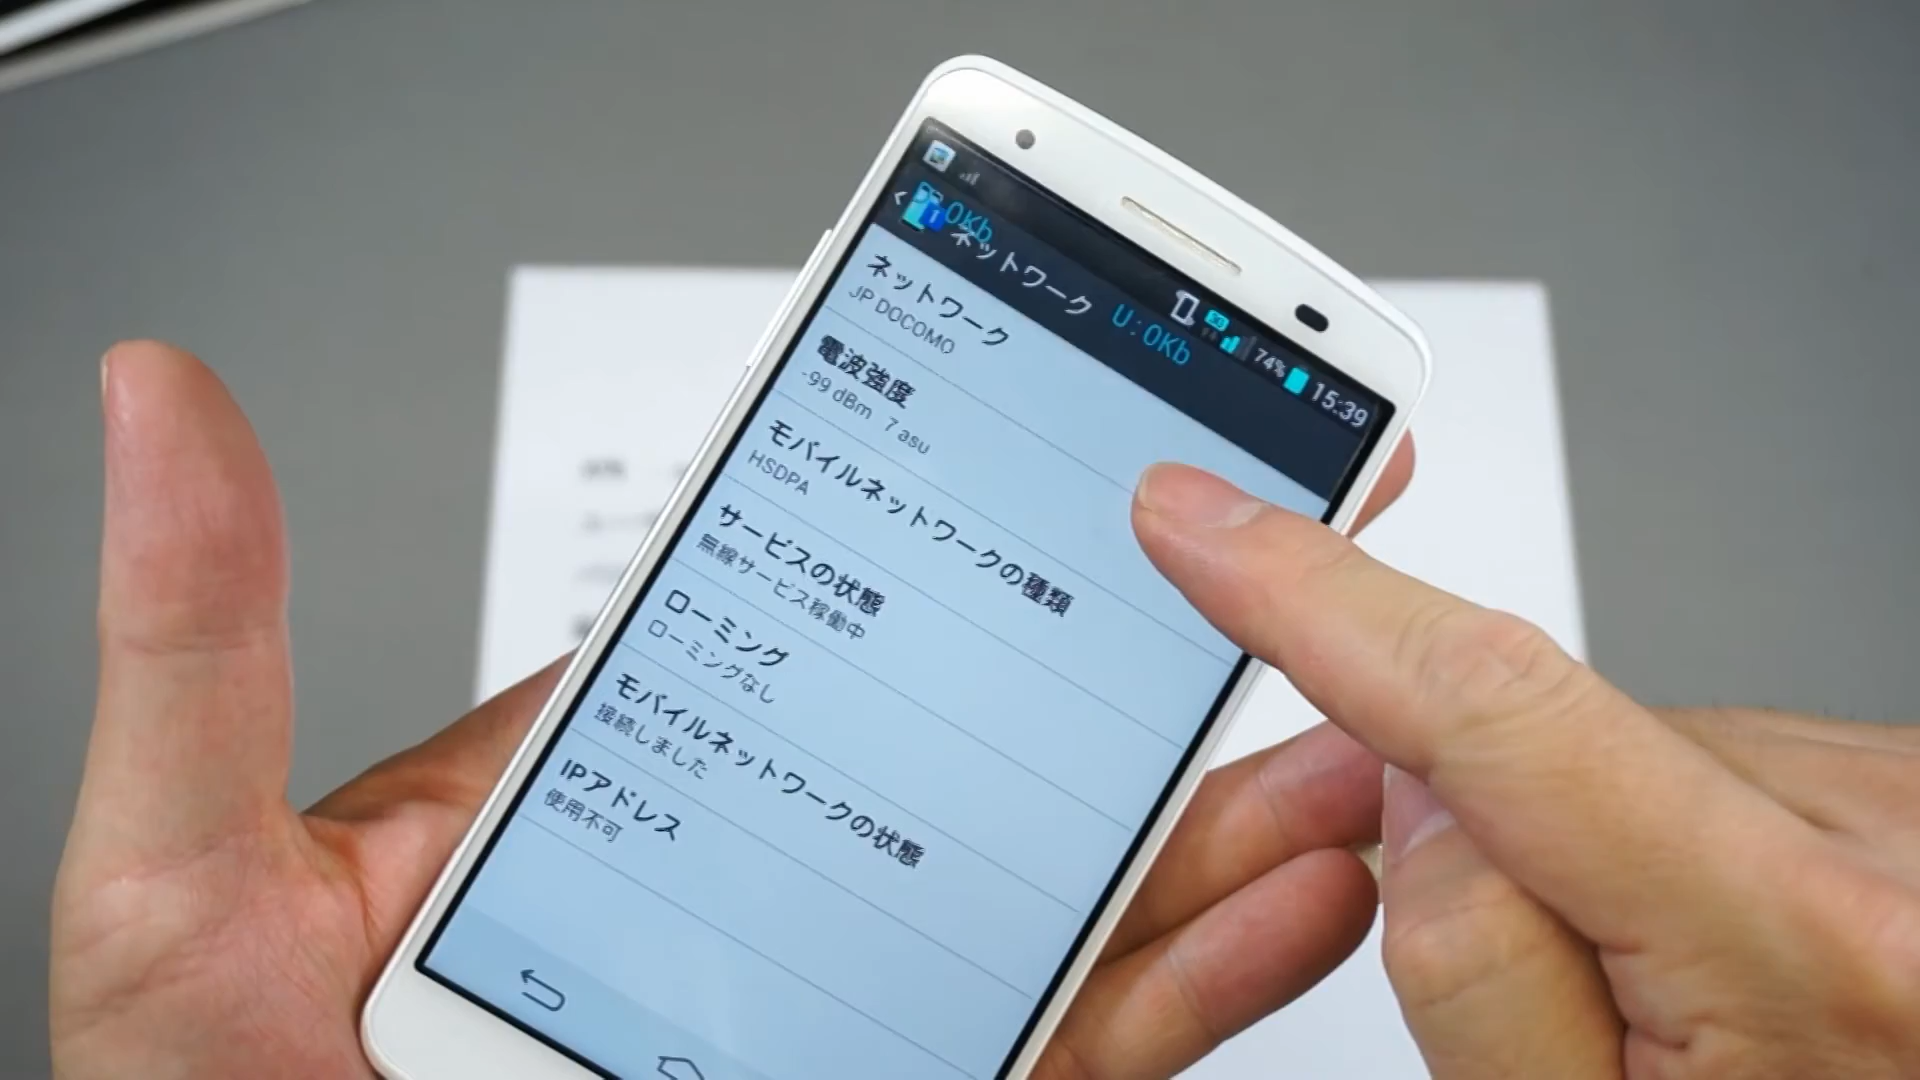 74% 15:39
D:0Kb
ネットワーク U:0Kb
ネットワーク
JP DOCOMO
電波強度
-99 dBm 7 asu
モバイルネットワークの種類
HSDPA
サービスの状態
無線サービス稼働中
ローミング
ローミングなし
モバイルネットワークの状態
接続しました
IPアドレス
使用不可